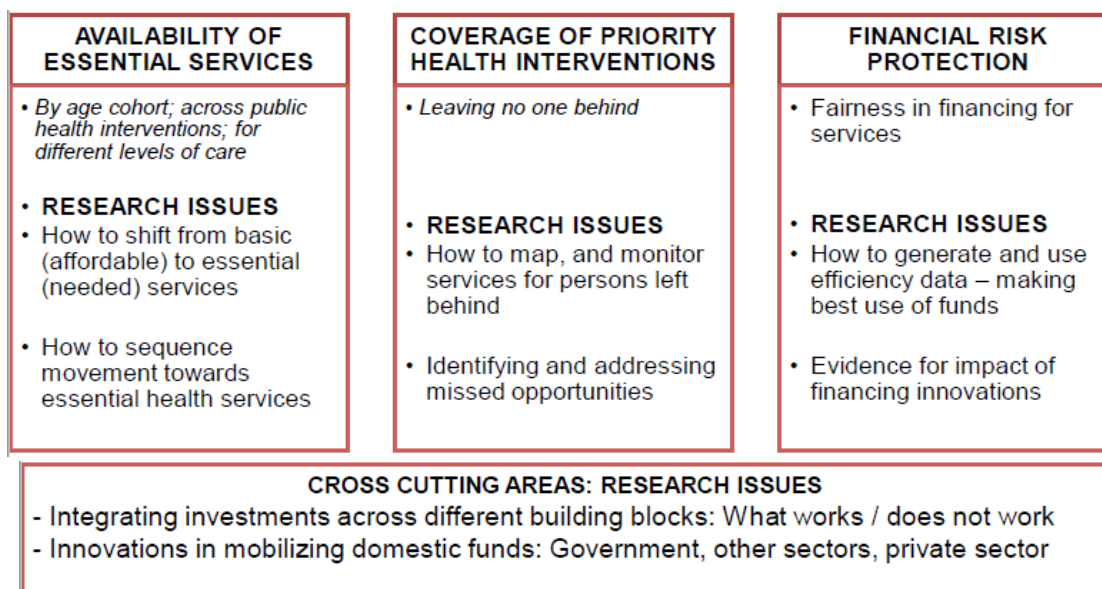 AVAILABILITY OF
ESSENTIAL SERVICES
• By age cohort; across public
health interventions; for
different levels of care
• RESEARCH ISSUES
• How to shift from basic
(affordable) to essential
(needed) services
• How to sequence
movement towards
essential health services
COVERAGE OF PRIORITY
HEALTH INTERVENTIONS
• Leaving no one behind
• RESEARCH ISSUES
• How to map, and monitor
services for persons left
behind
• Identifying and addressing
missed opportunities
FINANCIAL RISK
PROTECTION
• Fairness in financing for
services
• RESEARCH ISSUES
• How to generate and use
efficiency data – making
best use of funds
• Evidence for impact of
financing innovations
CROSS CUTTING AREAS: RESEARCH ISSUES
- Integrating investments across different building blocks: What works / does not work
- Innovations in mobilizing domestic funds: Government, other sectors, private sector